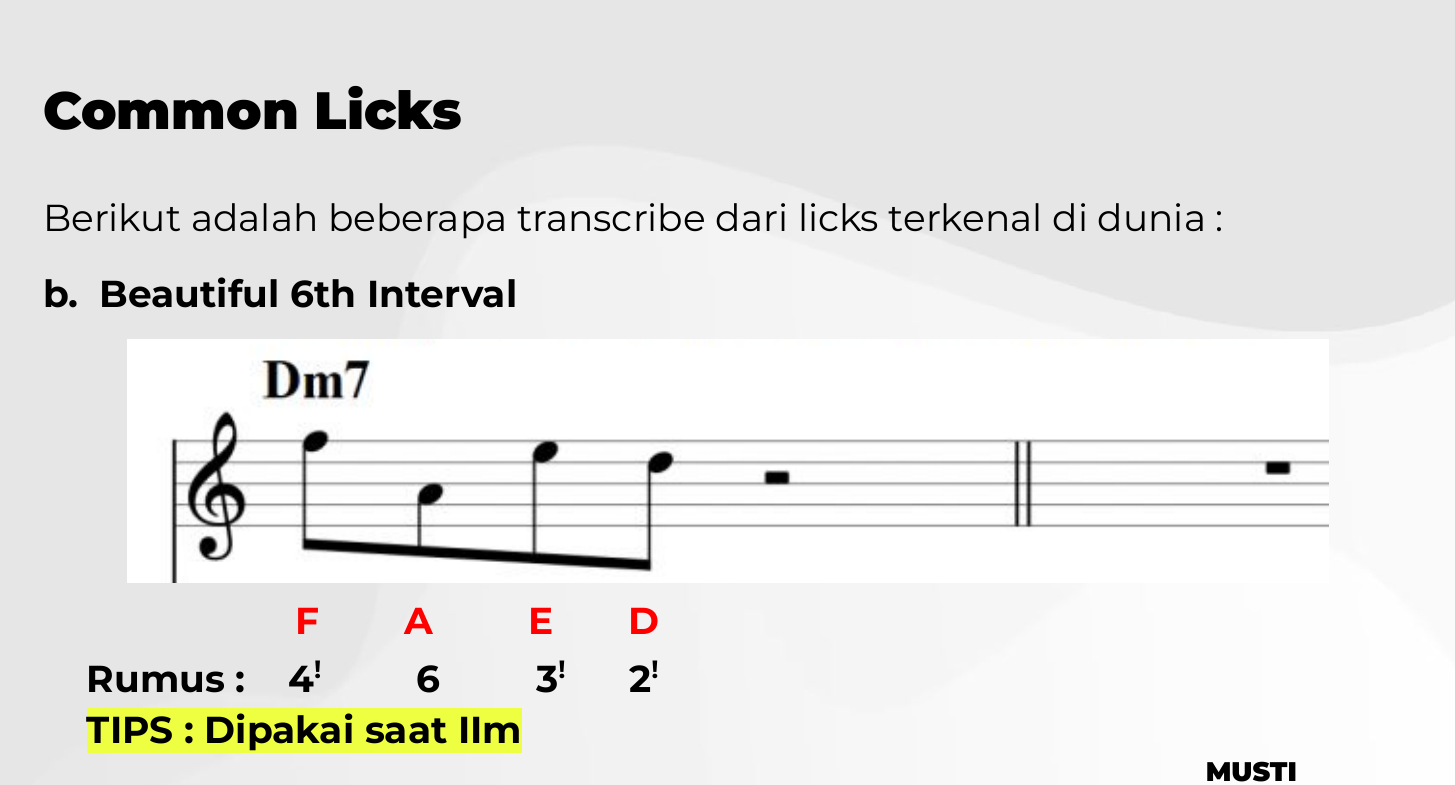 Common Licks
Berikut adalah beberapa transcribe dari licks terkenal di dunia :
b. Beautiful 6th Interval
Dm7
F A E D
Rumus : 4! 6 3! 2!
TIPS : Dipakai saat IIm
MUSTI